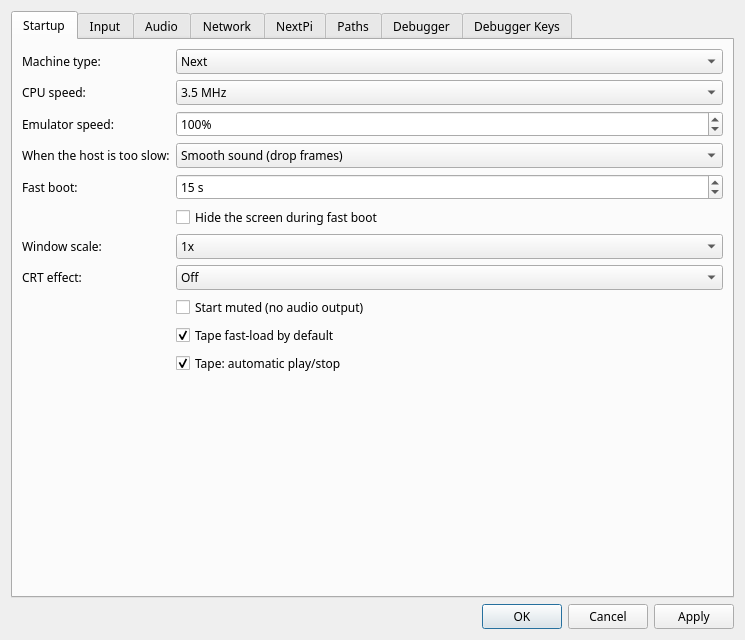 Startup Input Audio Network NextPi Paths Debugger Debugger Keys
Machine type: Next
CPU speed: 3.5 MHz
Emulator speed: 100%
When the host is too slow: Smooth sound (drop frames)
Fast boot: 15 s
Hide the screen during fast boot
Window scale: 1x
CRT effect: Off
Start muted (no audio output)
Tape fast-load by default
Tape: automatic play/stop
OK Cancel Apply